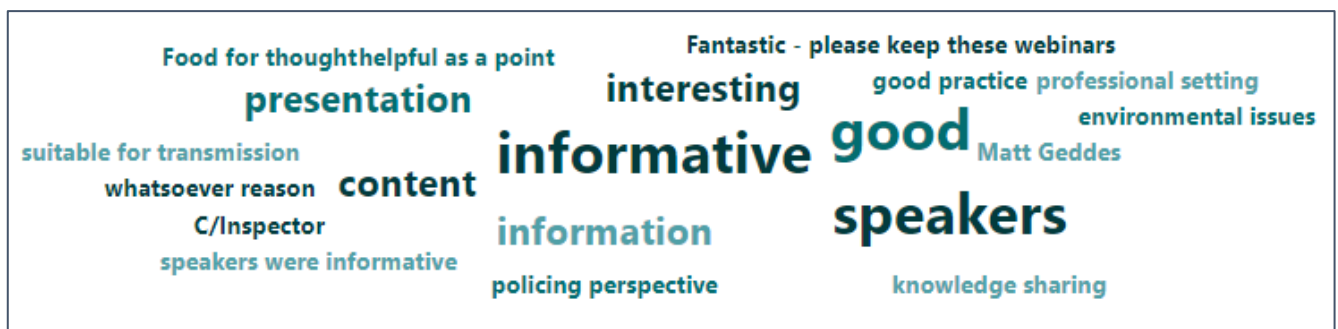 Fantastic - please keep these webinars
Food for thoughthelpful as a point
interesting
good practice professional setting
presentation
environmental issues
good
informative
suitable for transmission
Matt Geddes
whatsoever reason
content
speakers
C/Inspector
information
speakers were informative
policing perspective
knowledge sharing